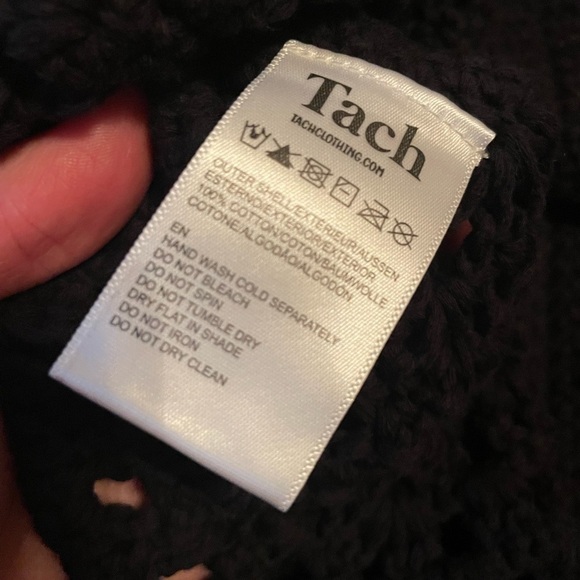 Tach
TACHCLOTHING.COM
OUTER SHELL/EXTÉRIEUR/AUSSEN
ESTERNO/EXTERIOR/EXTERIOR
100% COTTON/COTON/BAUMWOLLE
COTONE/ALGODÃO/ALGODÓN
EN
HAND WASH COLD SEPARATELY
DO NOT BLEACH
DO NOT SPIN
DO NOT TUMBLE DRY
DRY FLAT IN SHADE
DO NOT IRON
DO NOT DRY CLEAN